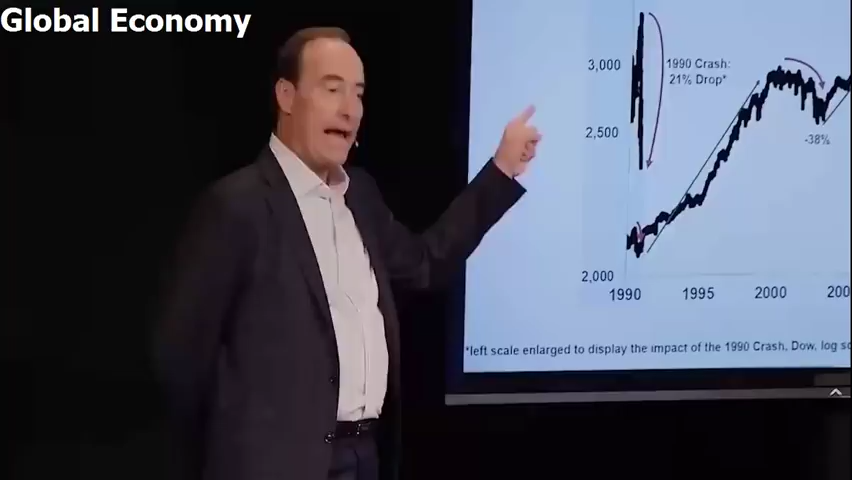 Global Economy
3,000
1990 Crash:
21% Drop*
2,500
-38%
2,000
1990
1995
2000
*left scale enlarged to display the impact of the 1990 Crash, Dow, log